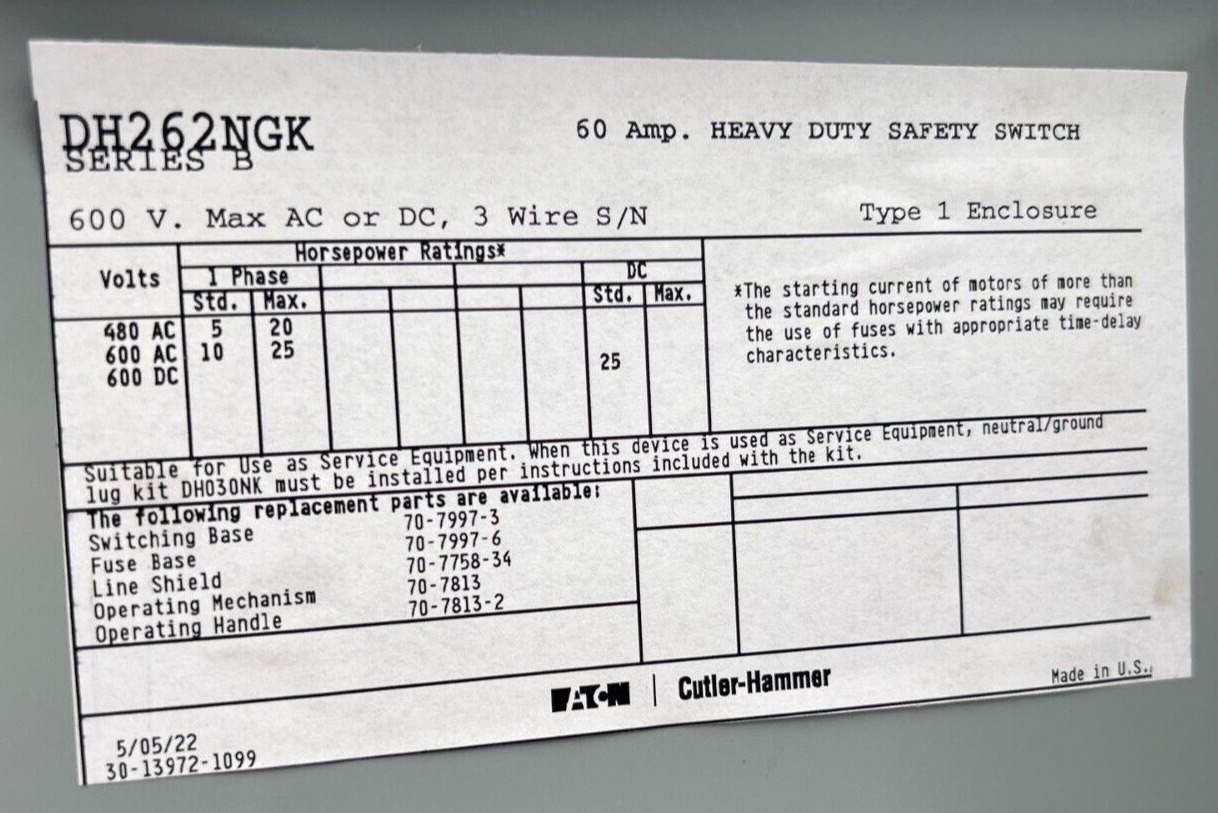 DH262NGK
SERIES B
60 Amp. HEAVY DUTY SAFETY SWITCH
600 V. Max AC or DC, 3 Wire S/N
Type 1 Enclosure
Volts
Horsepower Ratings*
1 Phase
DC
Std. Max.
Std. Max.
480 AC 5 20
600 AC 10 25
600 DC 25
*The starting current of motors of more than
the standard horsepower ratings may require
the use of fuses with appropriate time-delay
characteristics.
Suitable for Use as Service Equipment. When this device is used as Service Equipment, neutral/ground
lug kit DH030NK must be installed per instructions included with the kit.
The following replacement parts are available:
Switching Base 70-7997-3
Fuse Base 70-7997-6
Line Shield 70-7758-34
Operating Mechanism 70-7813
Operating Handle 70-7813-2
EATON | Cutler-Hammer
Made in U.S.
5/05/22
30-13972-1099